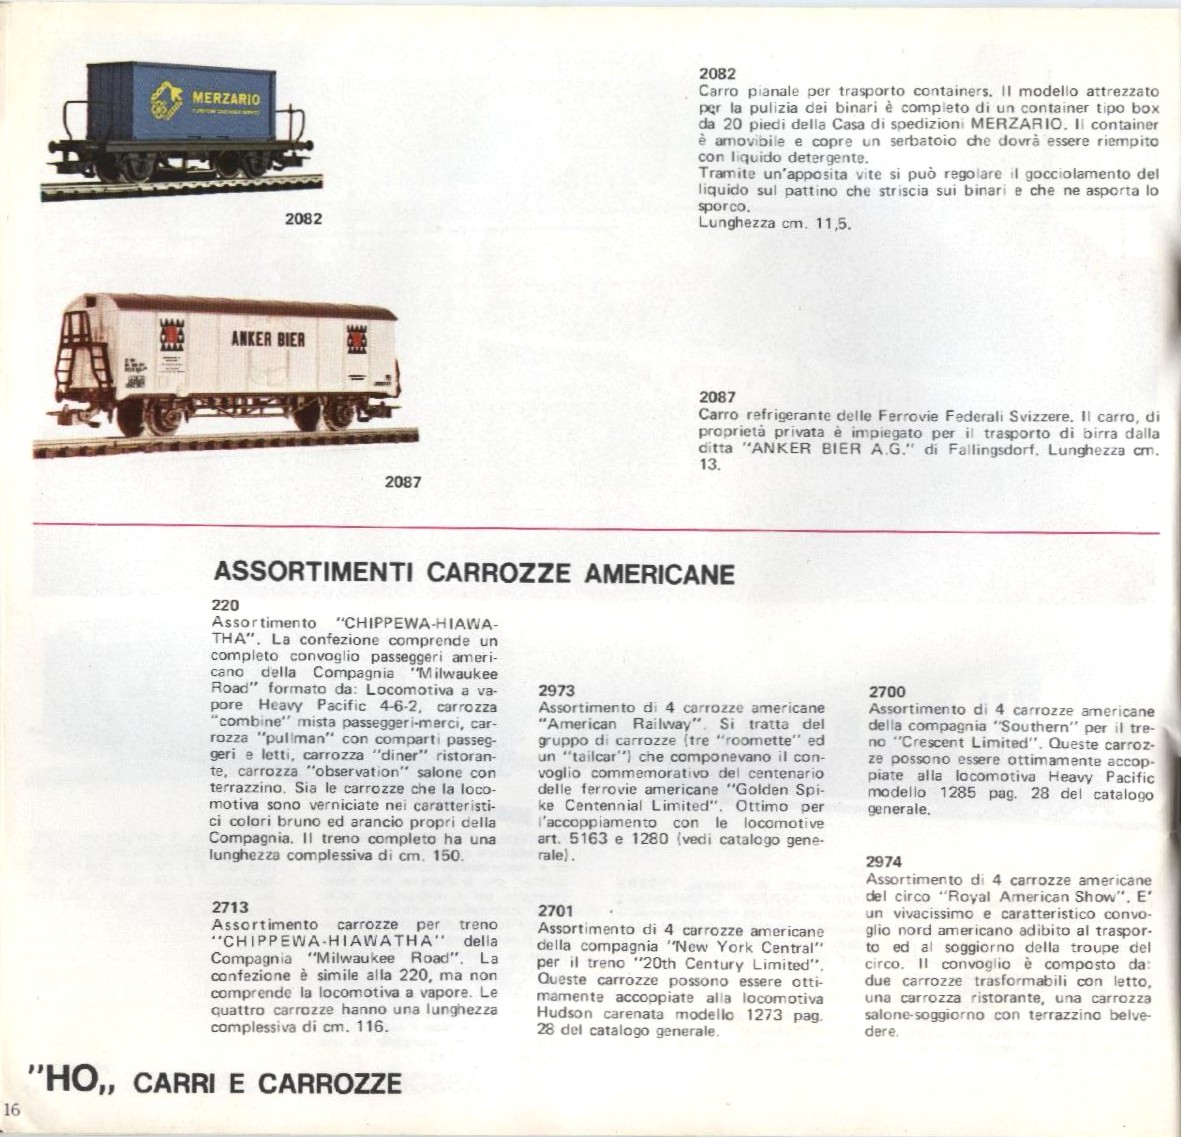 MERZARIO
2082
2082
Carro pianale per trasporto containers. Il modello attrezzato
per la pulizia dei binari è completo di un container tipo box
da 20 piedi della Casa di spedizioni MERZARIO. Il container
è amovibile e copre un serbatoio che dovrà essere riempito
con liquido detergente.
Tramite un'apposita vite si può regolare il gocciolamento del
liquido sul pattino che striscia sui binari e che ne asporta lo
sporco.
Lunghezza cm. 11,5.
ANKER BIER
2087
2087
Carro refrigerante delle Ferrovie Federali Svizzere. Il carro, di
proprietà privata è impiegato per il trasporto di birra dalla
ditta "ANKER BIER A.G." di Fallingsdorf. Lunghezza cm.
13.
ASSORTIMENTI CARROZZE AMERICANE
220
Assortimento "CHIPPEWA-HIAWA-
THA". La confezione comprende un
completo convoglio passeggeri ameri-
cano della Compagnia "Milwaukee
Road" formato da: Locomotiva a va-
pore Heavy Pacific 4-6-2, carrozza
"combine" mista passeggeri-merci, car-
rozza "pullman" con comparti passeg-
geri e letti, carrozza "diner" ristoran-
te, carrozza "observation" salone con
terrazzino. Sia le carrozze che la loco-
motiva sono verniciate nei caratteristi-
ci colori bruno ed arancio propri della
Compagnia. Il treno completo ha una
lunghezza complessiva di cm. 150.
2713
Assortimento carrozze per treno
"CHIPPEWA-HIAWATHA" della
Compagnia "Milwaukee Road". La
confezione è simile alla 220, ma non
comprende la locomotiva a vapore. Le
quattro carrozze hanno una lunghezza
complessiva di cm. 116.
2973
Assortimento di 4 carrozze americane
"American Railway". Si tratta del
gruppo di carrozze (tre "roomette" ed
un "tailcar") che componevano il con-
voglio commemorativo del centenario
delle ferrovie americane "Golden Spi-
ke Centennial Limited". Ottimo per
l'accoppiamento con le locomotive
art. 5163 e 1280 (vedi catalogo gene-
rale).
2701
Assortimento di 4 carrozze americane
della compagnia "New York Central"
per il treno "20th Century Limited".
Queste carrozze possono essere otti-
mamente accoppiate alla locomotiva
Hudson carenata modello 1273 pag.
28 del catalogo generale.
2700
Assortimento di 4 carrozze americane
della compagnia "Southern" per il tre-
no "Crescent Limited". Queste carroz-
ze possono essere ottimamente accop-
piate alla locomotiva Heavy Pacific
modello 1285 pag. 28 del catalogo
generale.
2974
Assortimento di 4 carrozze americane
del circo "Royal American Show". E'
un vivacissimo e caratteristico convo-
glio nord americano adibito al traspor-
to ed al soggiorno della troupe del
circo. Il convoglio è composto da:
due carrozze trasformabili con letto,
una carrozza ristorante, una carrozza
salone-soggiorno con terrazzino belve-
dere.
"HO„ CARRI E CARROZZE
16